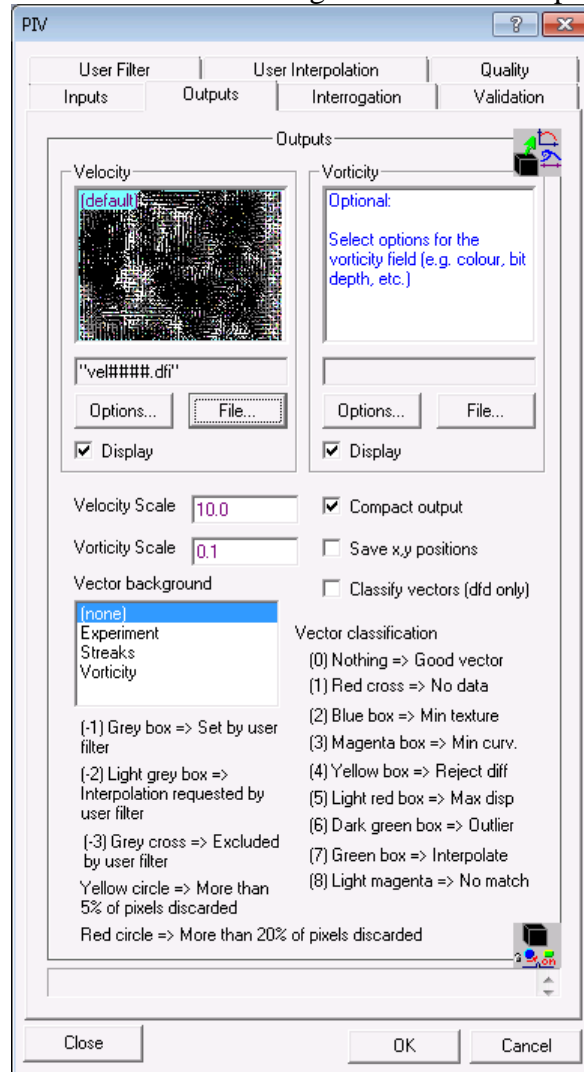 PIV
User Filter
User Interpolation
Quality
Inputs
Outputs
Interrogation
Validation
Outputs
Velocity
(default)
"vel####.dfi"
Options...
File...
Display
Vorticity
Optional:
Select options for the
vorticity field (e.g. colour, bit
depth, etc.)
Options...
File...
Display
Velocity Scale
10.0
Vorticity Scale
0.1
Vector background
(none)
Experiment
Streaks
Vorticity
Compact output
Save x,y positions
Classify vectors (dfd only)
(-1) Grey box => Set by user
filter
(-2) Light grey box =>
Interpolation requested by
user filter
(-3) Grey cross => Excluded
by user filter
Yellow circle => More than
5% of pixels discarded
Red circle => More than 20% of pixels discarded
Vector classification
(0) Nothing => Good vector
(1) Red cross => No data
(2) Blue box => Min texture
(3) Magenta box => Min curv.
(4) Yellow box => Reject diff
(5) Light red box => Max disp
(6) Dark green box => Outlier
(7) Green box => Interpolate
(8) Light magenta => No match
Close
OK
Cancel